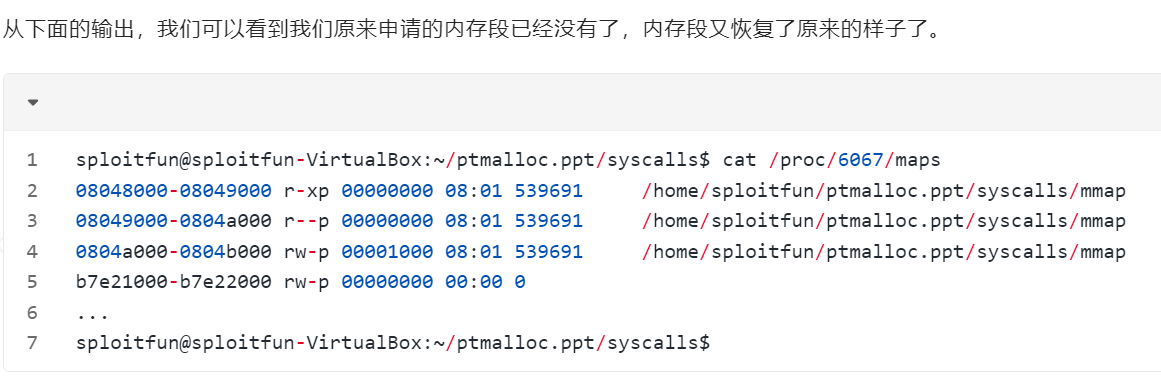 从下面的输出，我们可以看到我们原来申请的内存段已经没有了，内存段又恢复了原来的样子了。
1 sploitfun@sploitfun-VirtualBox:~/ptmalloc.ppt/syscalls$ cat /proc/6067/maps
2 08048000-08049000 r-xp 00000000 08:01 539691     /home/sploitfun/ptmalloc.ppt/syscalls/mmap
3 08049000-0804a000 r--p 00000000 08:01 539691     /home/sploitfun/ptmalloc.ppt/syscalls/mmap
4 0804a000-0804b000 rw-p 00001000 08:01 539691     /home/sploitfun/ptmalloc.ppt/syscalls/mmap
5 b7e21000-b7e22000 rw-p 00000000 00:00 0
6 ...
7 sploitfun@sploitfun-VirtualBox:~/ptmalloc.ppt/syscalls$